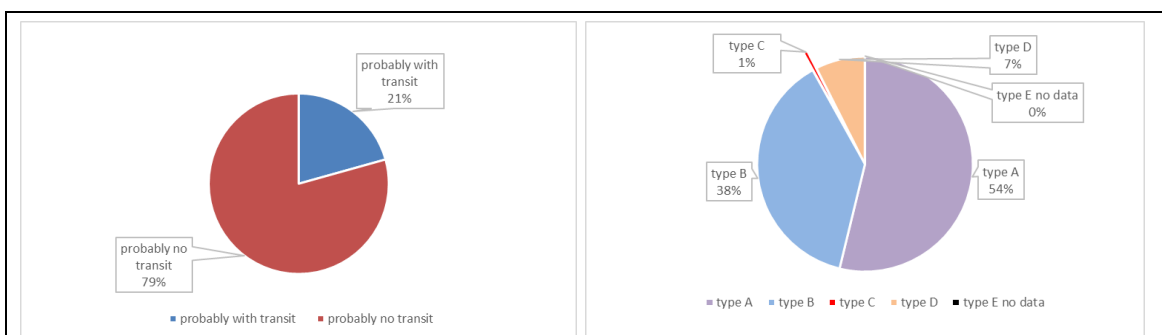 probably with
transit
21%
probably no
transit
79%
probably with transit
probably no transit
type C
1%
type D
7%
type E no data
0%
type B
38%
type A
54%
type A
type B
type C
type D
type E no data